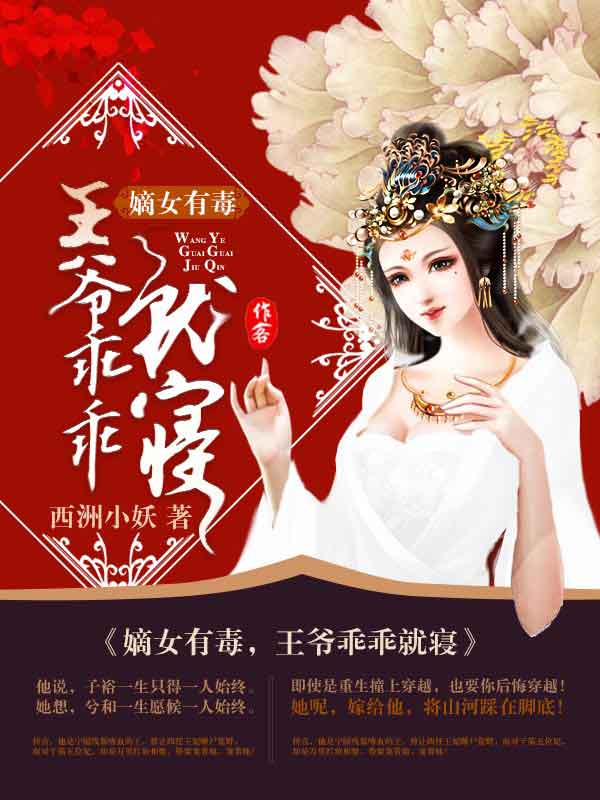 嫡女有毒
王爷乖乖
就寝
WANG YE
GUAI GUAI
JIU QIN
作客
西洲小妖 著
《嫡女有毒,王爷乖乖就寝》
他说,子裕一生只得一人始终。
她想,兮和一生愿候一人始终。
即使是重生撞上穿越,也要你后悔穿越!
她呢,嫁给他,将山河踩在脚底!